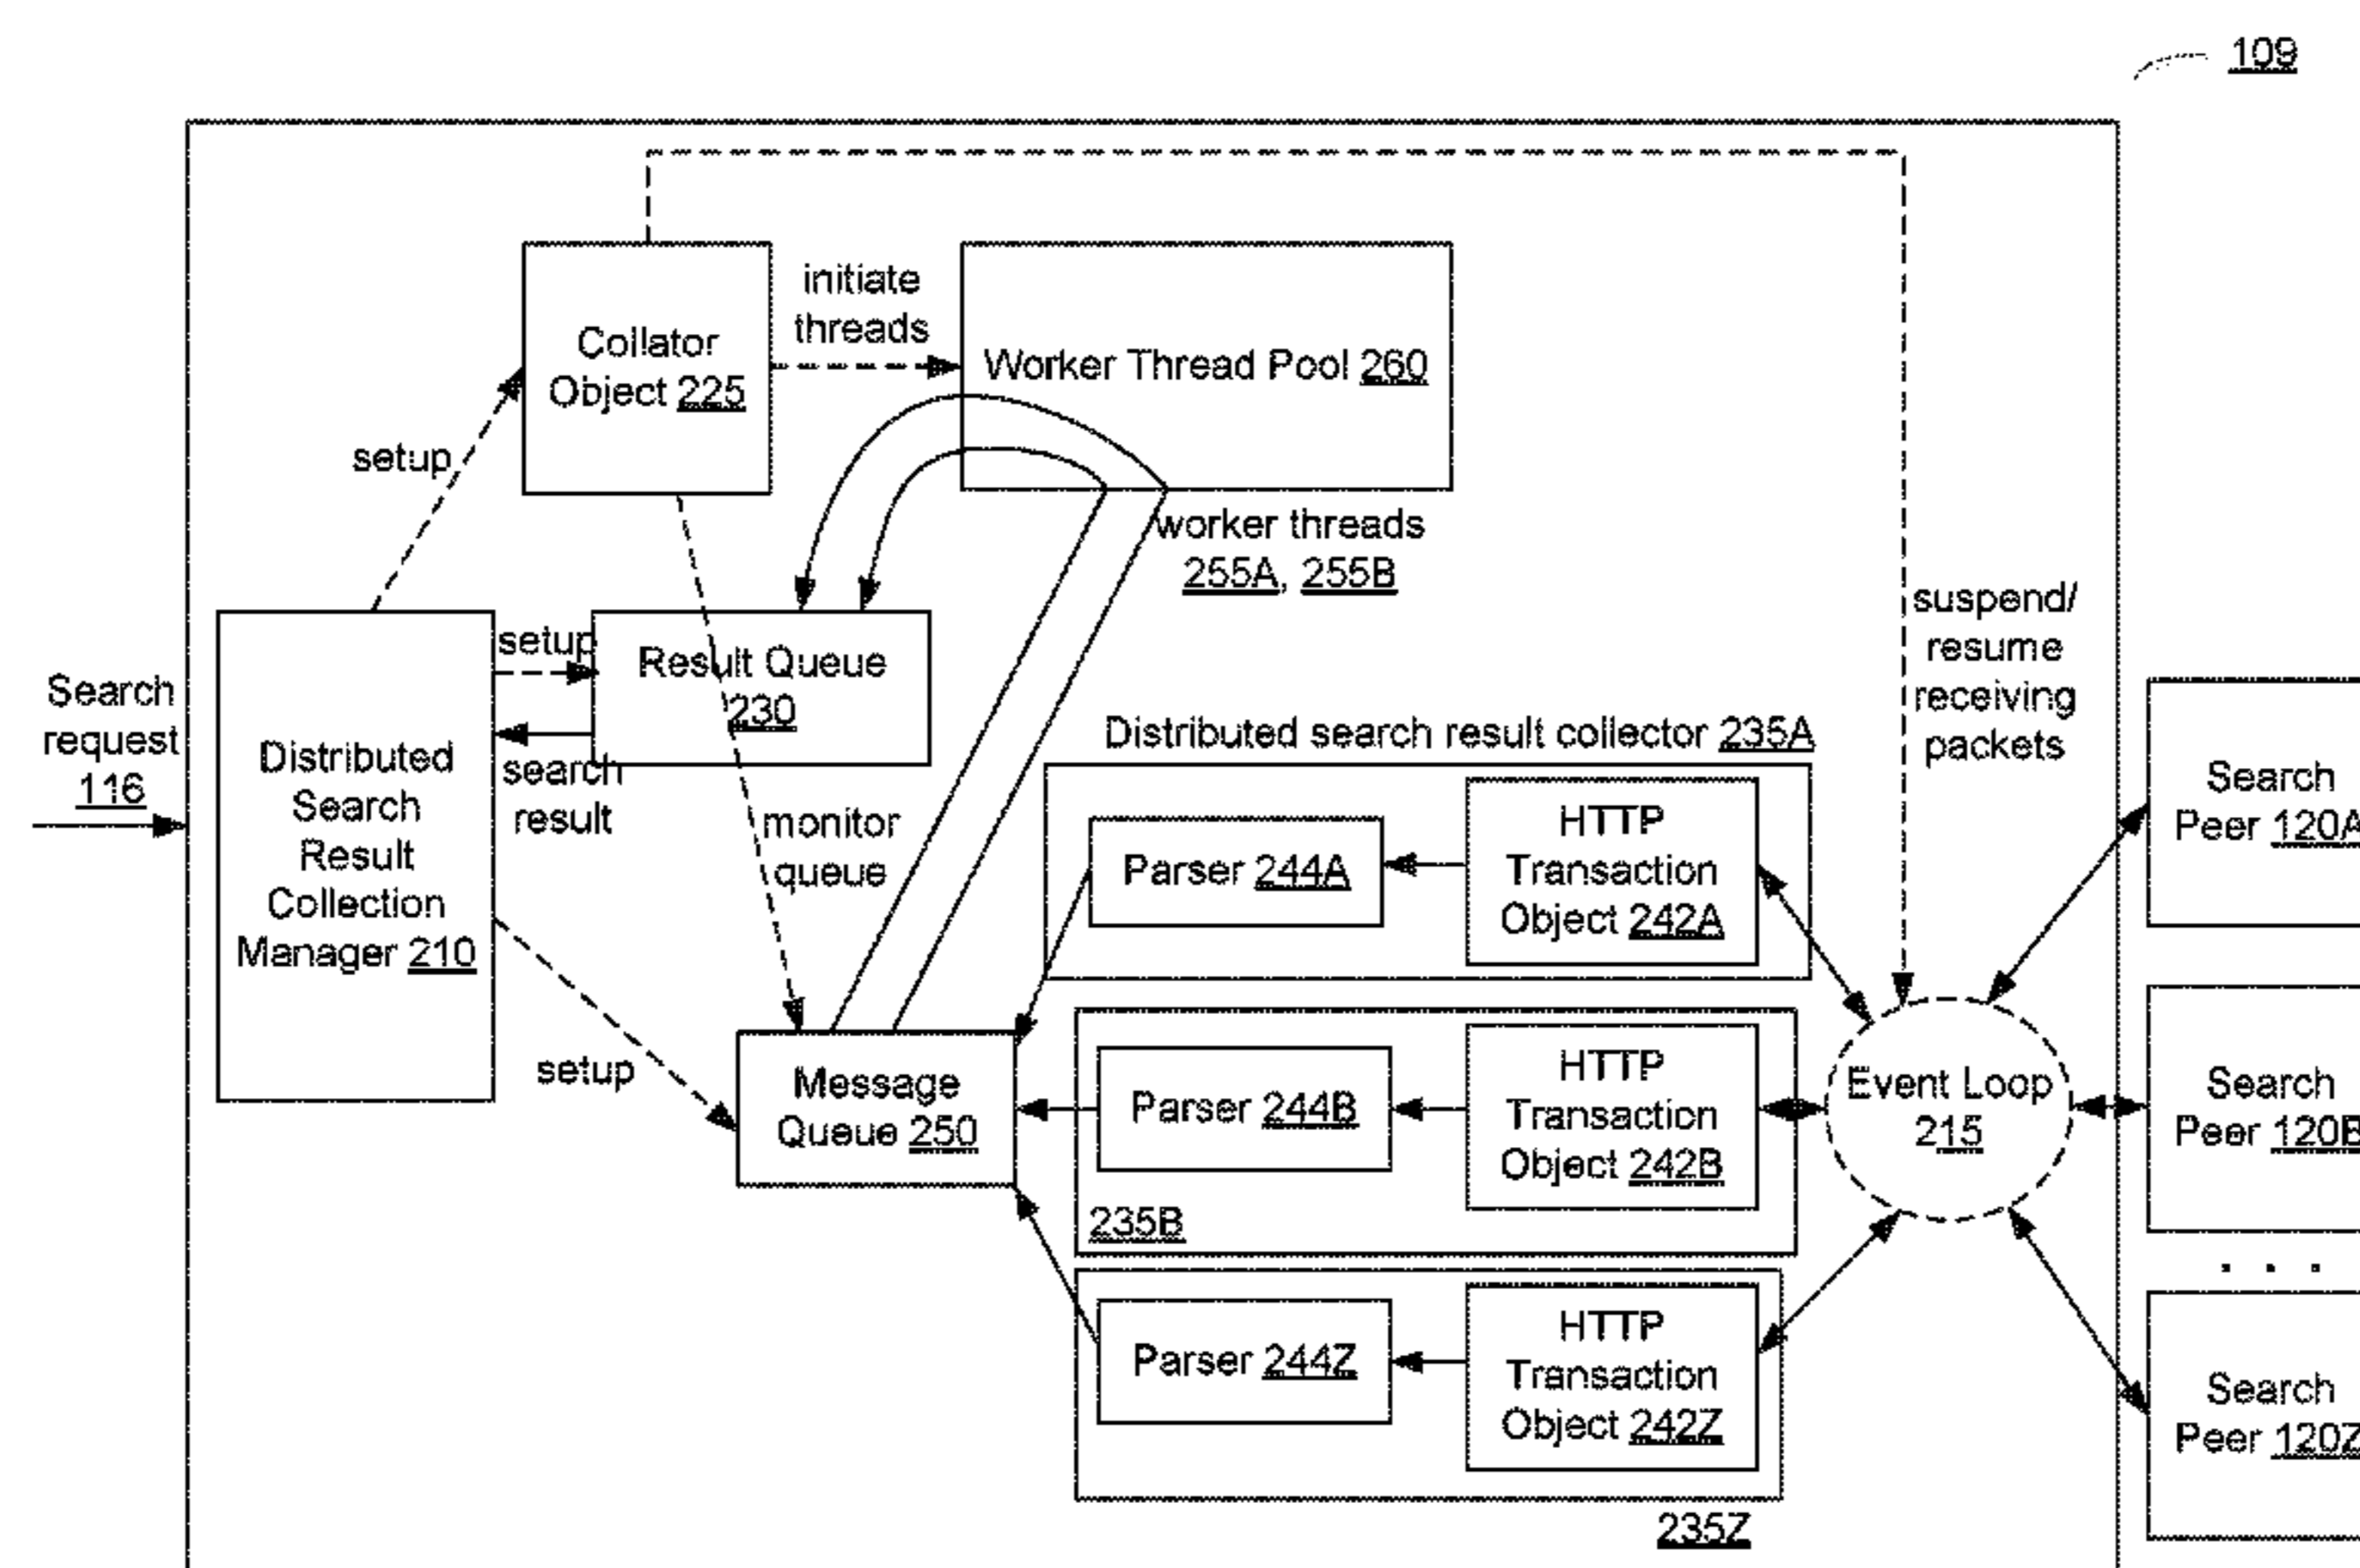 109
initiate
threads
Collator
Object 225
Worker Thread Pool 260
setup
worker threads
255A, 255B
suspend/
resume
receiving
packets
setup
Result Queue
230
Search
request
116
search
result
Distributed
Search
Result
Collection
Manager 210
monitor
queue
Distributed search result collector 235A
Parser 244A
HTTP
Transaction
Object 242A
Search
Peer 120A
setup
Message
Queue 250
Parser 244B
HTTP
Transaction
Object 242B
235B
Event Loop
215
Search
Peer 120B
. . .
Parser 244Z
HTTP
Transaction
Object 242Z
235Z
Search
Peer 120Z